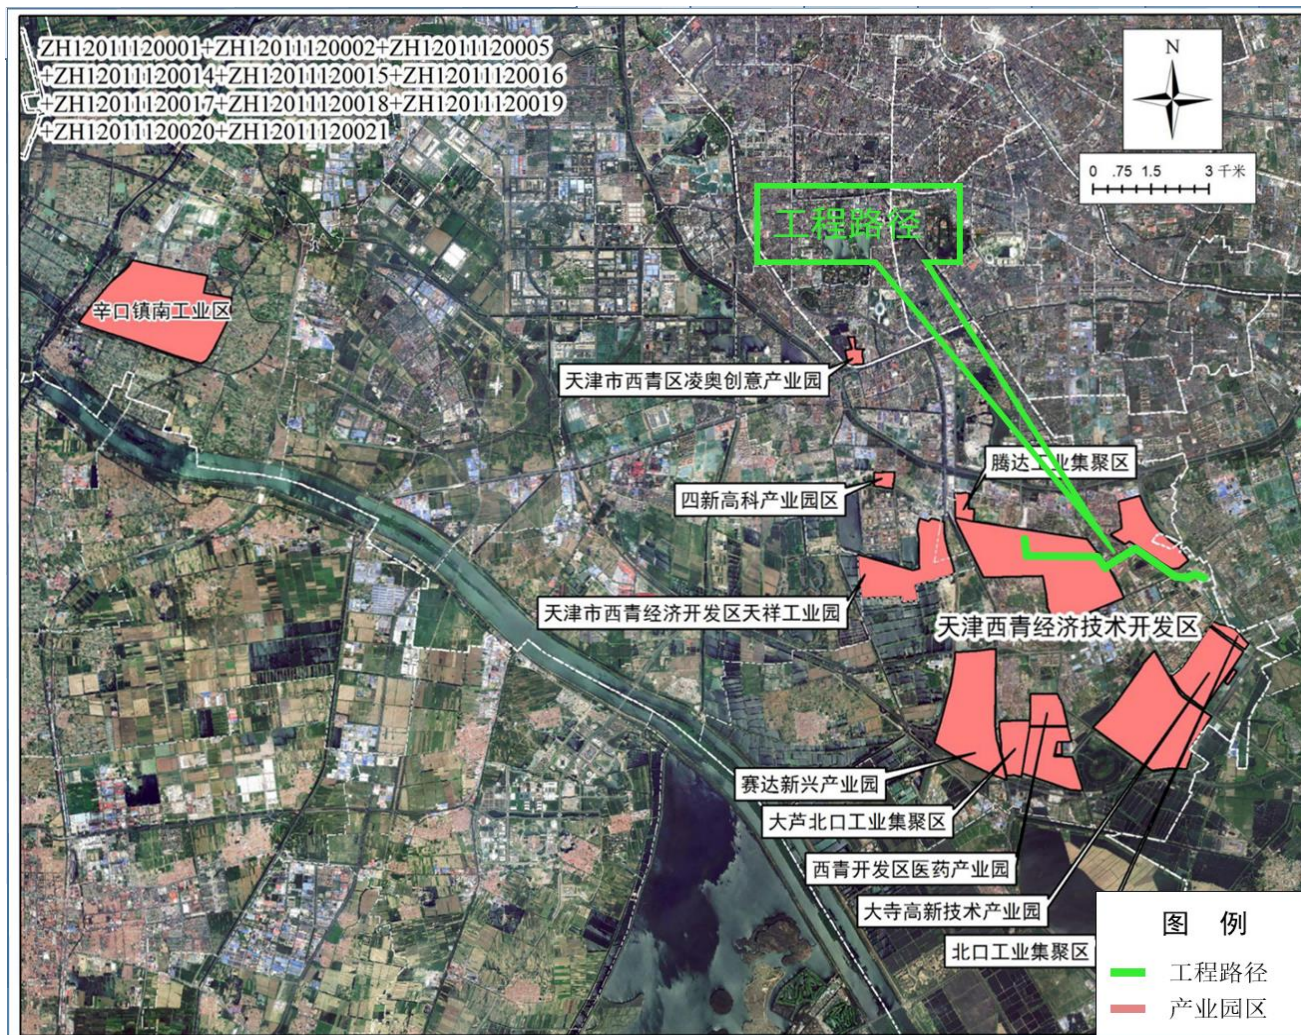 ZH12011120001+ZH12011120002+ZH12011120005
+ZH12011120014+ZH12011120015+ZH12011120016
+ZH12011120017+ZH12011120018+ZH12011120019
+ZH12011120020+ZH12011120021
N
0 .75 1.5 3 千米
工程路径
辛口镇南工业区
天津市西青区凌奥创意产业园
腾达工业集聚区
四新高科产业园区
天津市西青经济开发区天祥工业园
天津西青经济技术开发区
赛达新兴产业园
大芦北口工业集聚区
西青开发区医药产业园
大寺高新技术产业园
北口工业集聚区
图 例
工程路径
产业园区